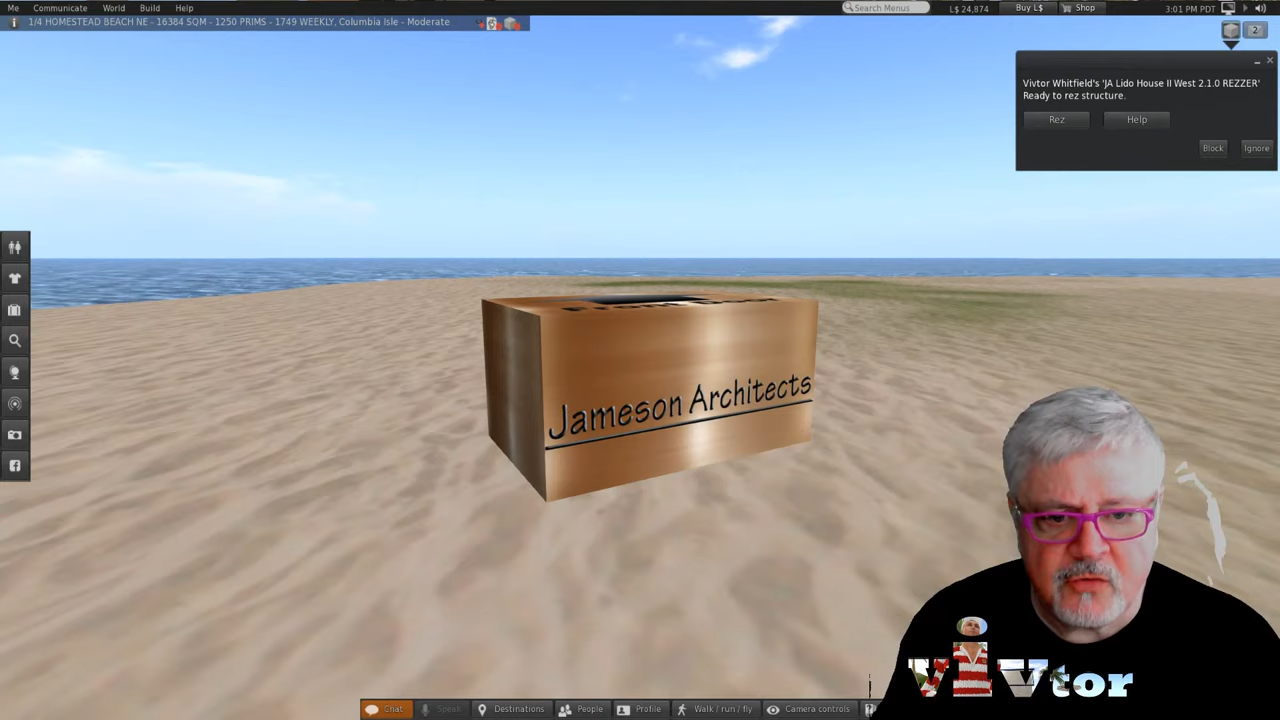 Me Communicate World Build Help
Search Menus
L$ 24,874 Buy L$ Shop 3:01 PM PDT
1/4 HOMESTEAD BEACH NE - 16384 SQM - 1250 PRIMS - 1749 WEEKLY, Columbia Isle - Moderate
2
Vivtor Whitfield's 'JA Lido House II West 2.1.0 REZZER'
Ready to rez structure.
Rez Help
Block Ignore
Jameson Architects
vivtor
Chat Speak Destinations People Profile Walk / run / fly Camera controls